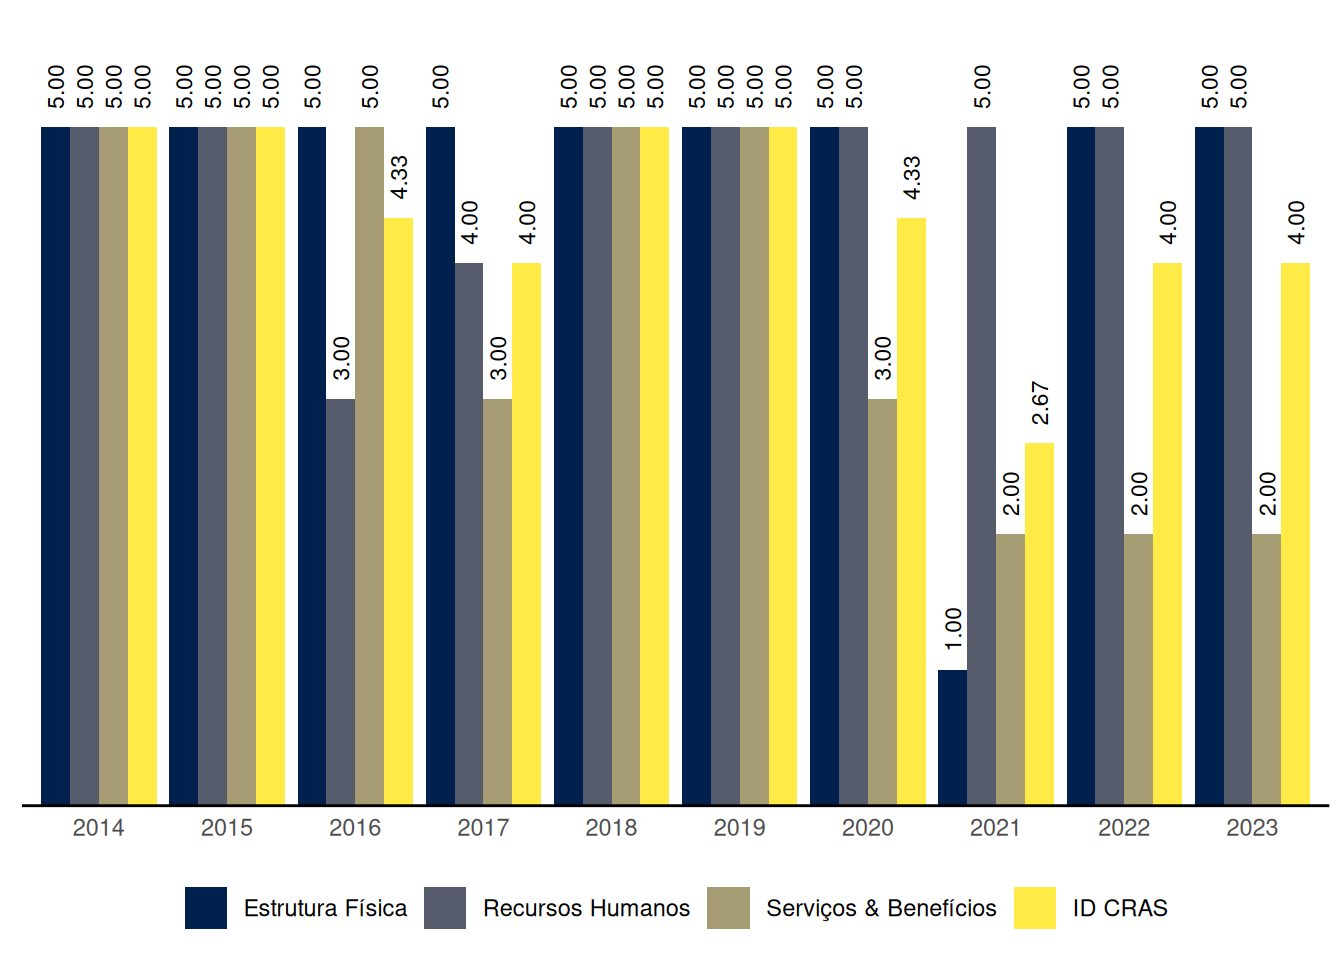 5.00 5.00 5.00 5.00 5.00 5.00 5.00 5.00 5.00 3.00 5.00 4.33 5.00 4.00 3.00 4.00 5.00 5.00 5.00 5.00 5.00 5.00 5.00 5.00 5.00 5.00 3.00 4.33 1.00 5.00 2.00 2.67 5.00 5.00 2.00 4.00 5.00 5.00 2.00 4.00
2014 2015 2016 2017 2018 2019 2020 2021 2022 2023
Estrutura Física Recursos Humanos Serviços & Benefícios ID CRAS